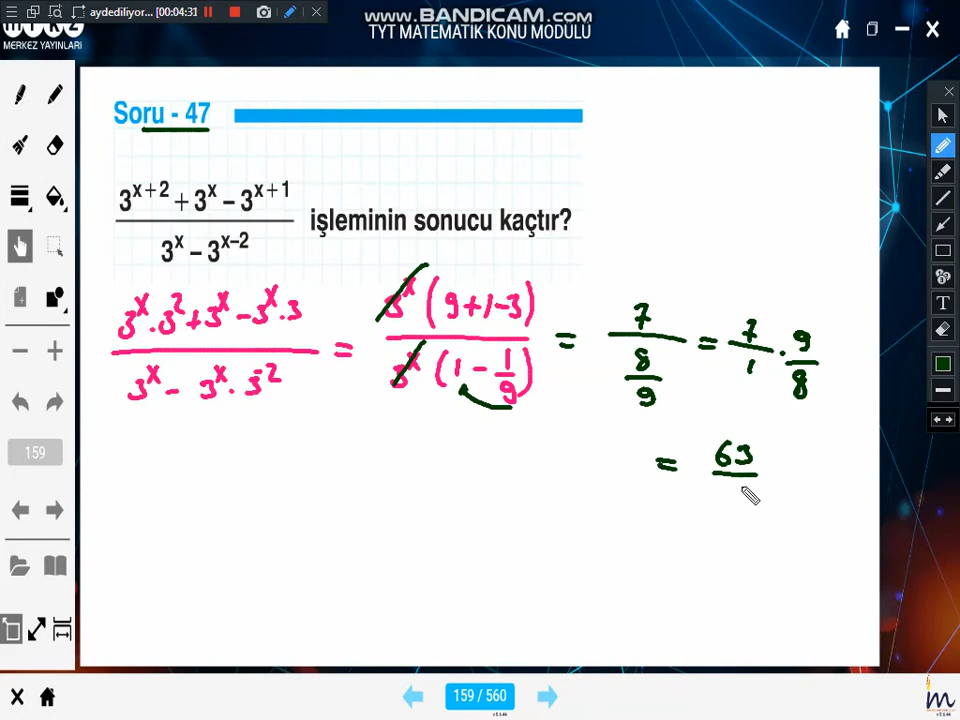 aydediliyor... [00:04:31]
www.BANDICAM.com
MERKEZ YAYINLARI
TYT MATEMATİK KONU MODULÜ
Soru - 47
3^{x+2} + 3^x – 3^{x+1}
3^x – 3^{x–2}
işleminin sonucu kaçtır?
3^x · 3^2 + 3^x – 3^x · 3 / 3^x – 3^x · 3^{-2} = 3^x (9+1–3) / 3^x (1 – 1/9) = 7 / (8/9) = 7/1 · 9/8
= 63
159
T
159 / 560